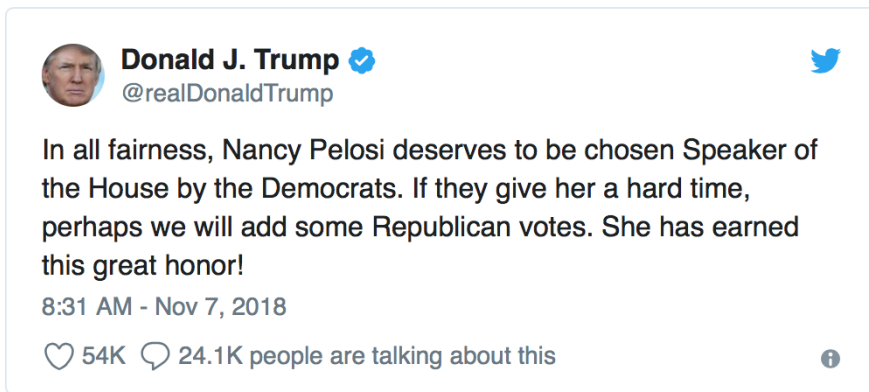 Donald J. Trump
@realDonaldTrump
In all fairness, Nancy Pelosi deserves to be chosen Speaker of
the House by the Democrats. If they give her a hard time,
perhaps we will add some Republican votes. She has earned
this great honor!
8:31 AM - Nov 7, 2018
54K 24.1K people are talking about this